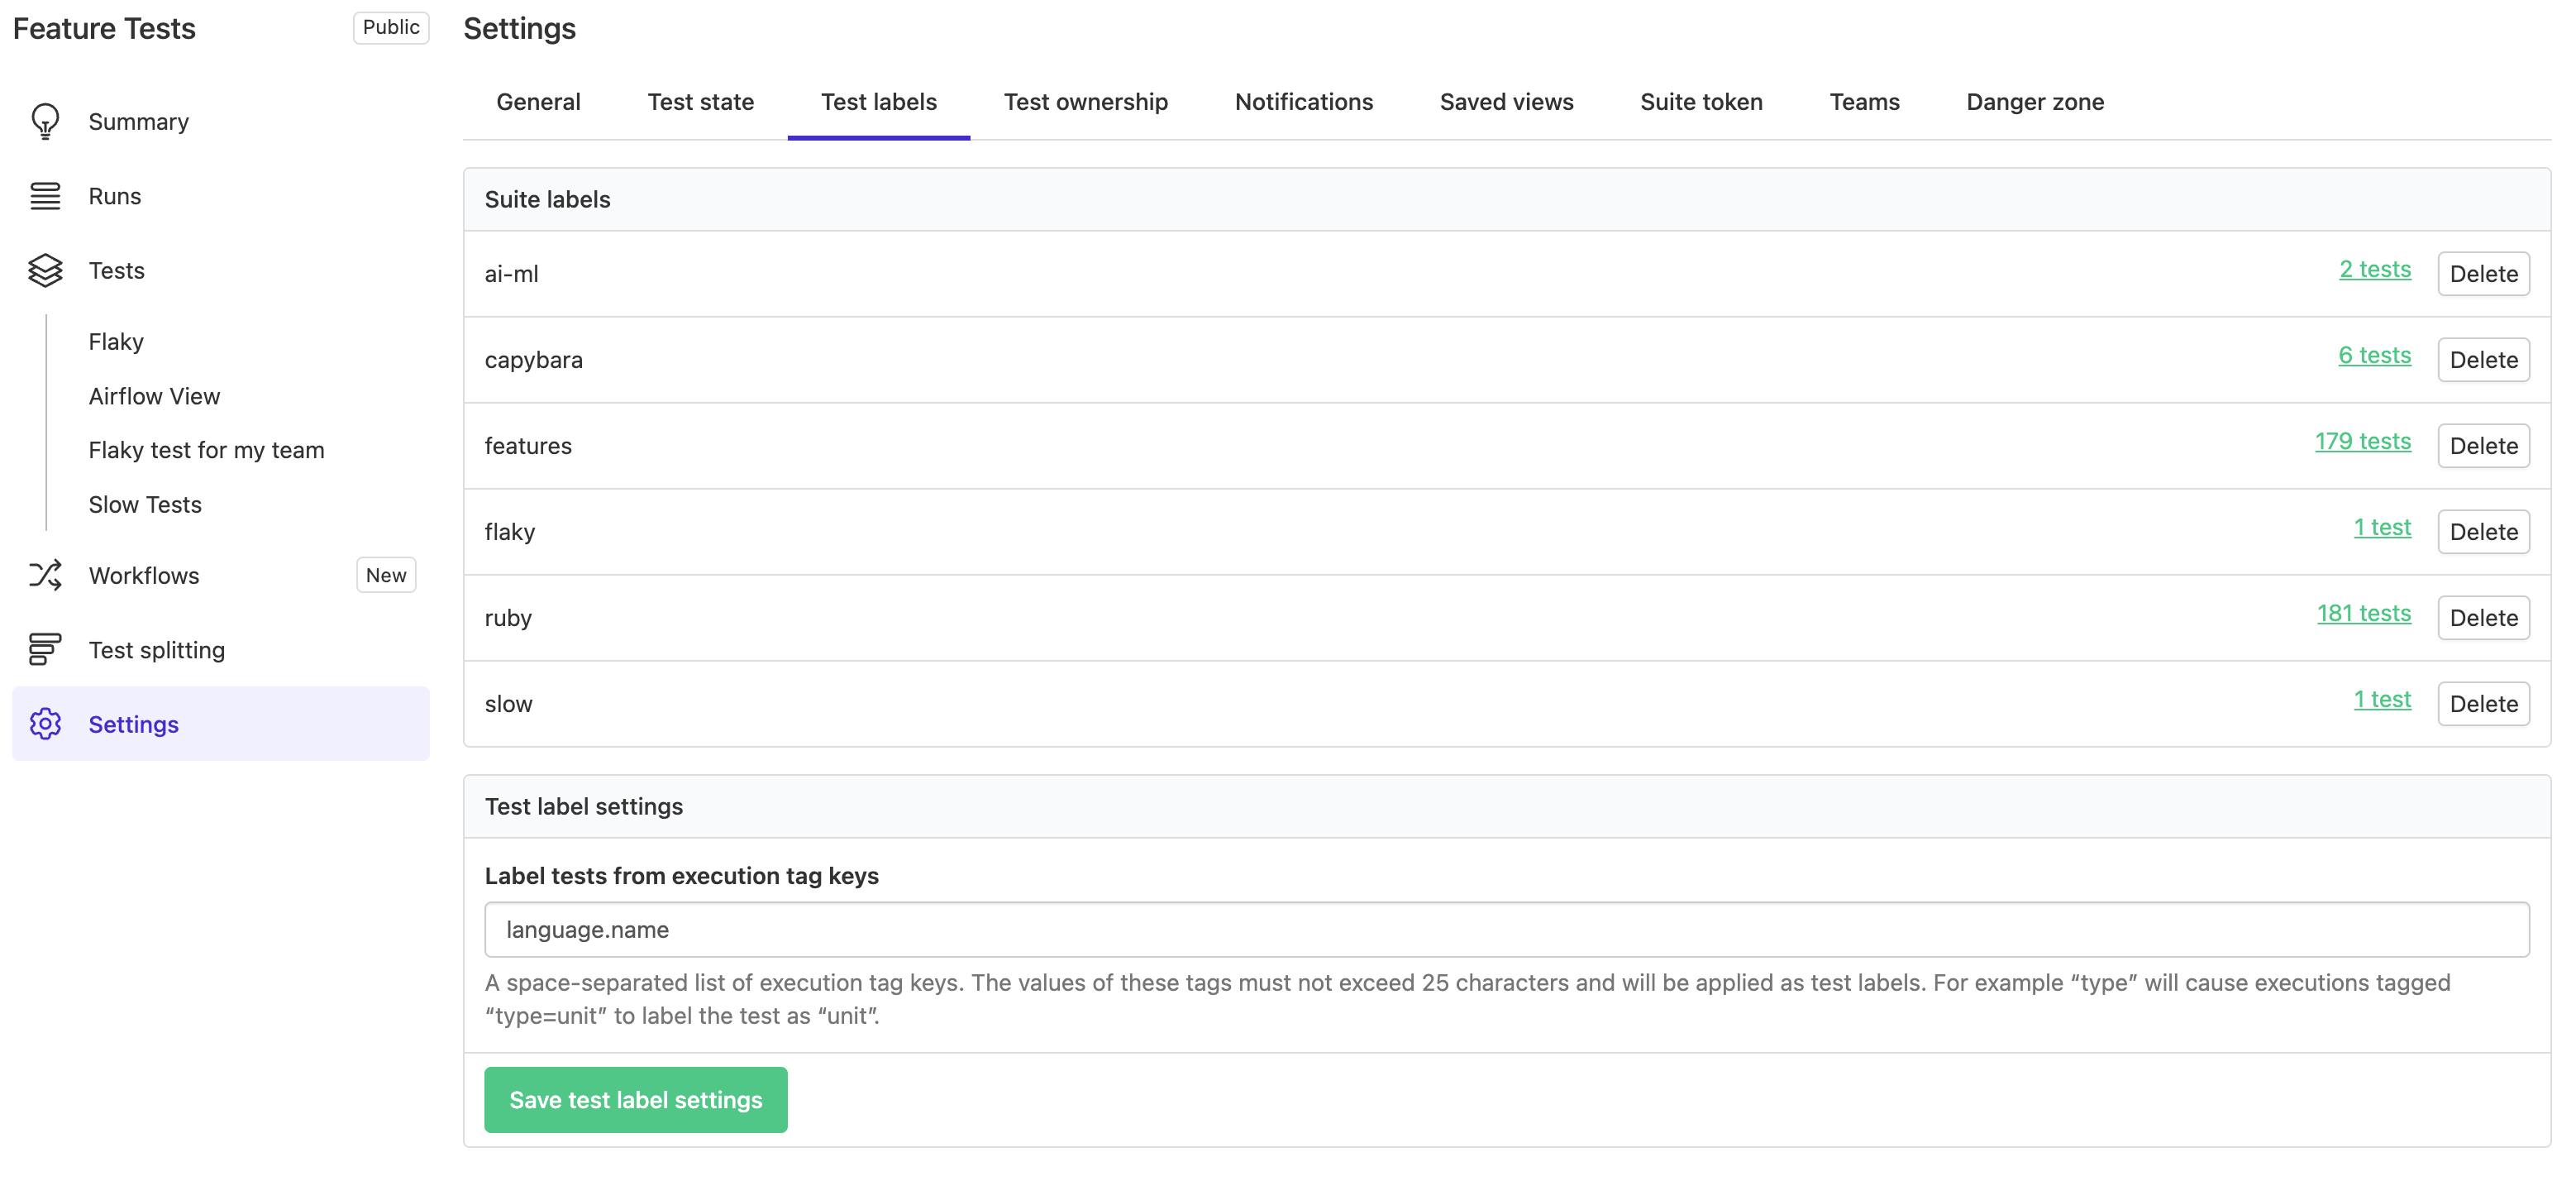 Feature Tests
Public
Summary
Runs
Tests
Flaky
Airflow View
Flaky test for my team
Slow Tests
Workflows
New
Test splitting
Settings
Settings
General
Test state
Test labels
Test ownership
Notifications
Saved views
Suite token
Teams
Danger zone
Suite labels
ai-ml
2 tests
Delete
capybara
6 tests
Delete
features
179 tests
Delete
flaky
1 test
Delete
ruby
181 tests
Delete
slow
1 test
Delete
Test label settings
Label tests from execution tag keys
language.name
A space-separated list of execution tag keys. The values of these tags must not exceed 25 characters and will be applied as test labels. For example “type” will cause executions tagged
“type=unit” to label the test as “unit”.
Save test label settings